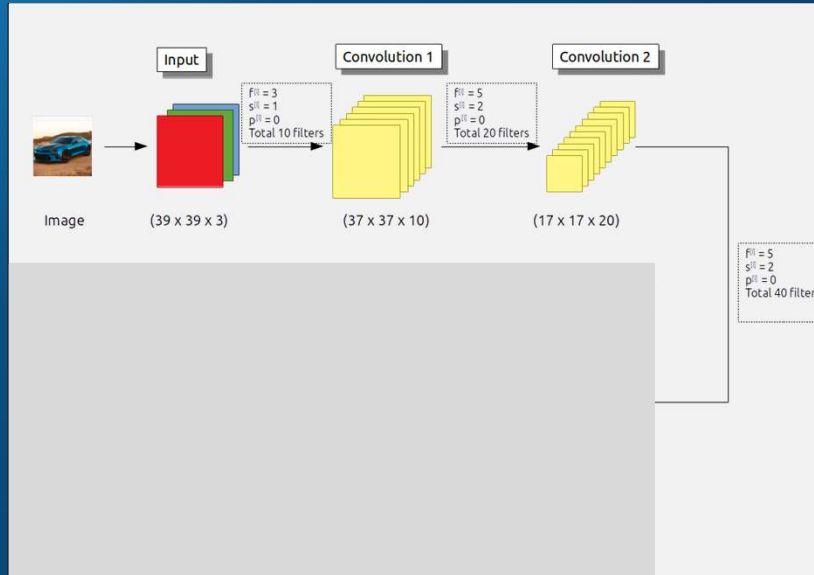 Input
Convolution 1
Convolution 2
f[l] = 3
s[l] = 1
p[l] = 0
Total 10 filters
f[l] = 5
s[l] = 2
p[l] = 0
Total 20 filters
Image
(39 x 39 x 3)
(37 x 37 x 10)
(17 x 17 x 20)
f[l] = 5
s[l] = 2
p[l] = 0
Total 40 filter